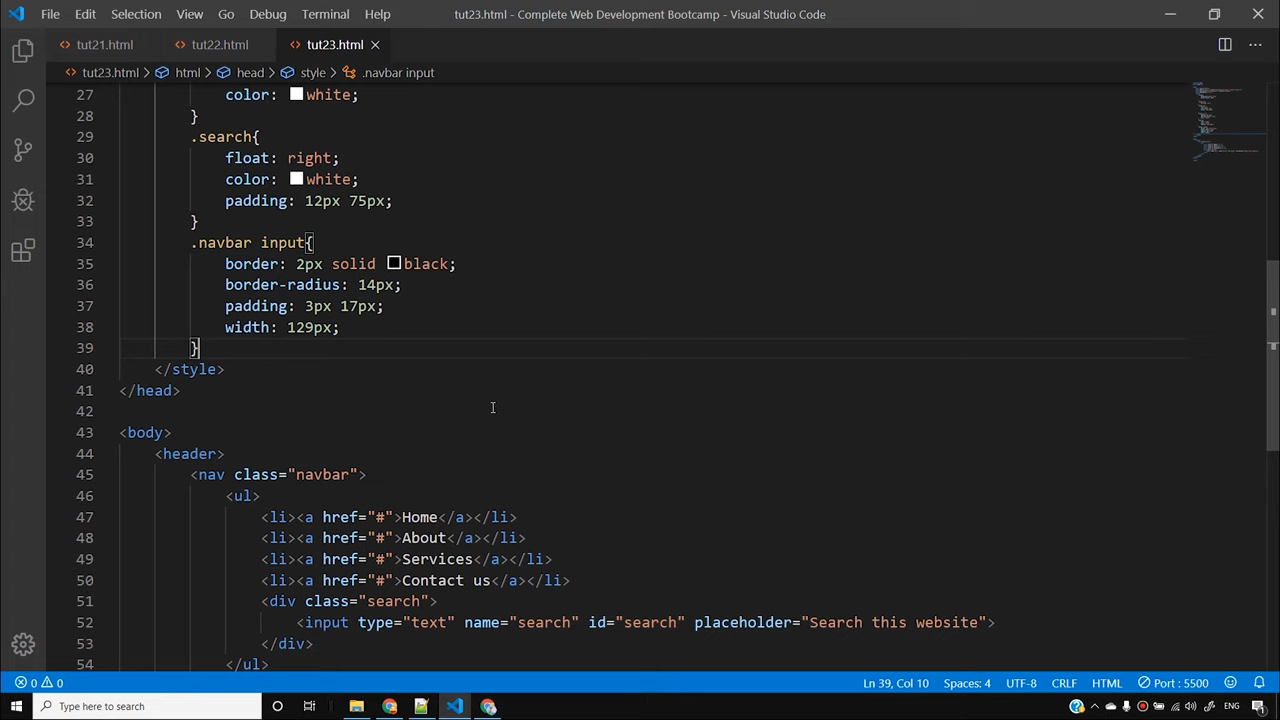 File Edit Selection View Go Debug Terminal Help tut23.html - Complete Web Development Bootcamp - Visual Studio Code
tut21.html tut22.html tut23.html
tut23.html > html > head > style > .navbar input
27 color: white;
28 }
29 .search{
30 float: right;
31 color: white;
32 padding: 12px 75px;
33 }
34 .navbar input{
35 border: 2px solid black;
36 border-radius: 14px;
37 padding: 3px 17px;
38 width: 129px;
39 }
40 </style>
41 </head>
42
43 <body>
44 <header>
45 <nav class="navbar">
46 <ul>
47 <li><a href="#">Home</a></li>
48 <li><a href="#">About</a></li>
49 <li><a href="#">Services</a></li>
50 <li><a href="#">Contact us</a></li>
51 <div class="search">
52 <input type="text" name="search" id="search" placeholder="Search this website">
53 </div>
54 </ul>
0 0 Ln 39, Col 10 Spaces: 4 UTF-8 CRLF HTML Port : 5500
Type here to search